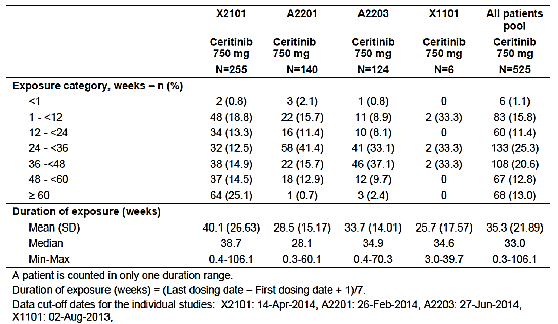 X2101 A2201 A2203 X1101 All patients pool
Ceritinib 750 mg Ceritinib 750 mg Ceritinib 750 mg Ceritinib 750 mg Ceritinib 750 mg
N=255 N=140 N=124 N=6 N=525
Exposure category, weeks – n (%)
<1 2 (0.8) 3 (2.1) 1 (0.8) 0 6 (1.1)
1 - <12 48 (18.8) 22 (15.7) 11 (8.9) 2 (33.3) 83 (15.8)
12 - <24 34 (13.3) 16 (11.4) 10 (8.1) 0 60 (11.4)
24 - <36 32 (12.5) 58 (41.4) 41 (33.1) 2 (33.3) 133 (25.3)
36 -<48 38 (14.9) 22 (15.7) 46 (37.1) 2 (33.3) 108 (20.6)
48 - <60 37 (14.5) 18 (12.9) 12 (9.7) 0 67 (12.8)
≥ 60 64 (25.1) 1 (0.7) 3 (2.4) 0 68 (13.0)
Duration of exposure (weeks)
Mean (SD) 40.1 (26.63) 28.5 (15.17) 33.7 (14.01) 25.7 (17.57) 35.3 (21.89)
Median 38.7 28.1 34.9 34.6 33.0
Min-Max 0.4-106.1 0.3-60.1 0.4-70.3 3.0-39.7 0.3-106.1
A patient is counted in only one duration range.
Duration of exposure (weeks) = (Last dosing date – First dosing date + 1)/7.
Data cut-off dates for the individual studies: X2101: 14-Apr-2014, A2201: 26-Feb-2014, A2203: 27-Jun-2014,
X1101: 02-Aug-2013,